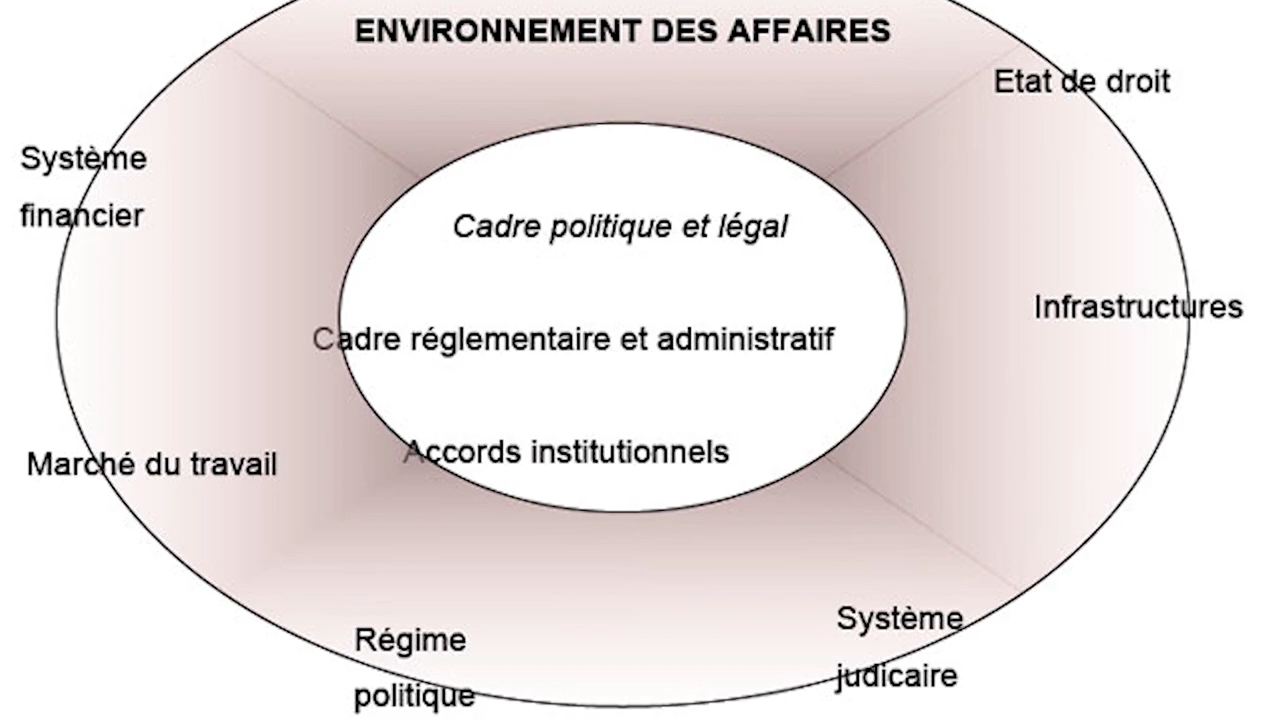 ENVIRONNEMENT DES AFFAIRES
Etat de droit
Système
financier
Cadre politique et légal
Infrastructures
Cadre réglementaire et administratif
Accords institutionnels
Marché du travail
Régime
politique
Système
judicaire